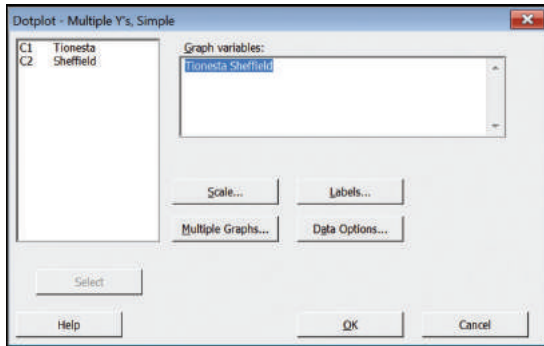 Dotplot - Multiple Y's, Simple
C1 Tionesta
C2 Sheffield
Graph variables:
Tionesta Sheffield
Scale...
Labels...
Multiple Graphs...
Data Options...
Select
Help
OK
Cancel